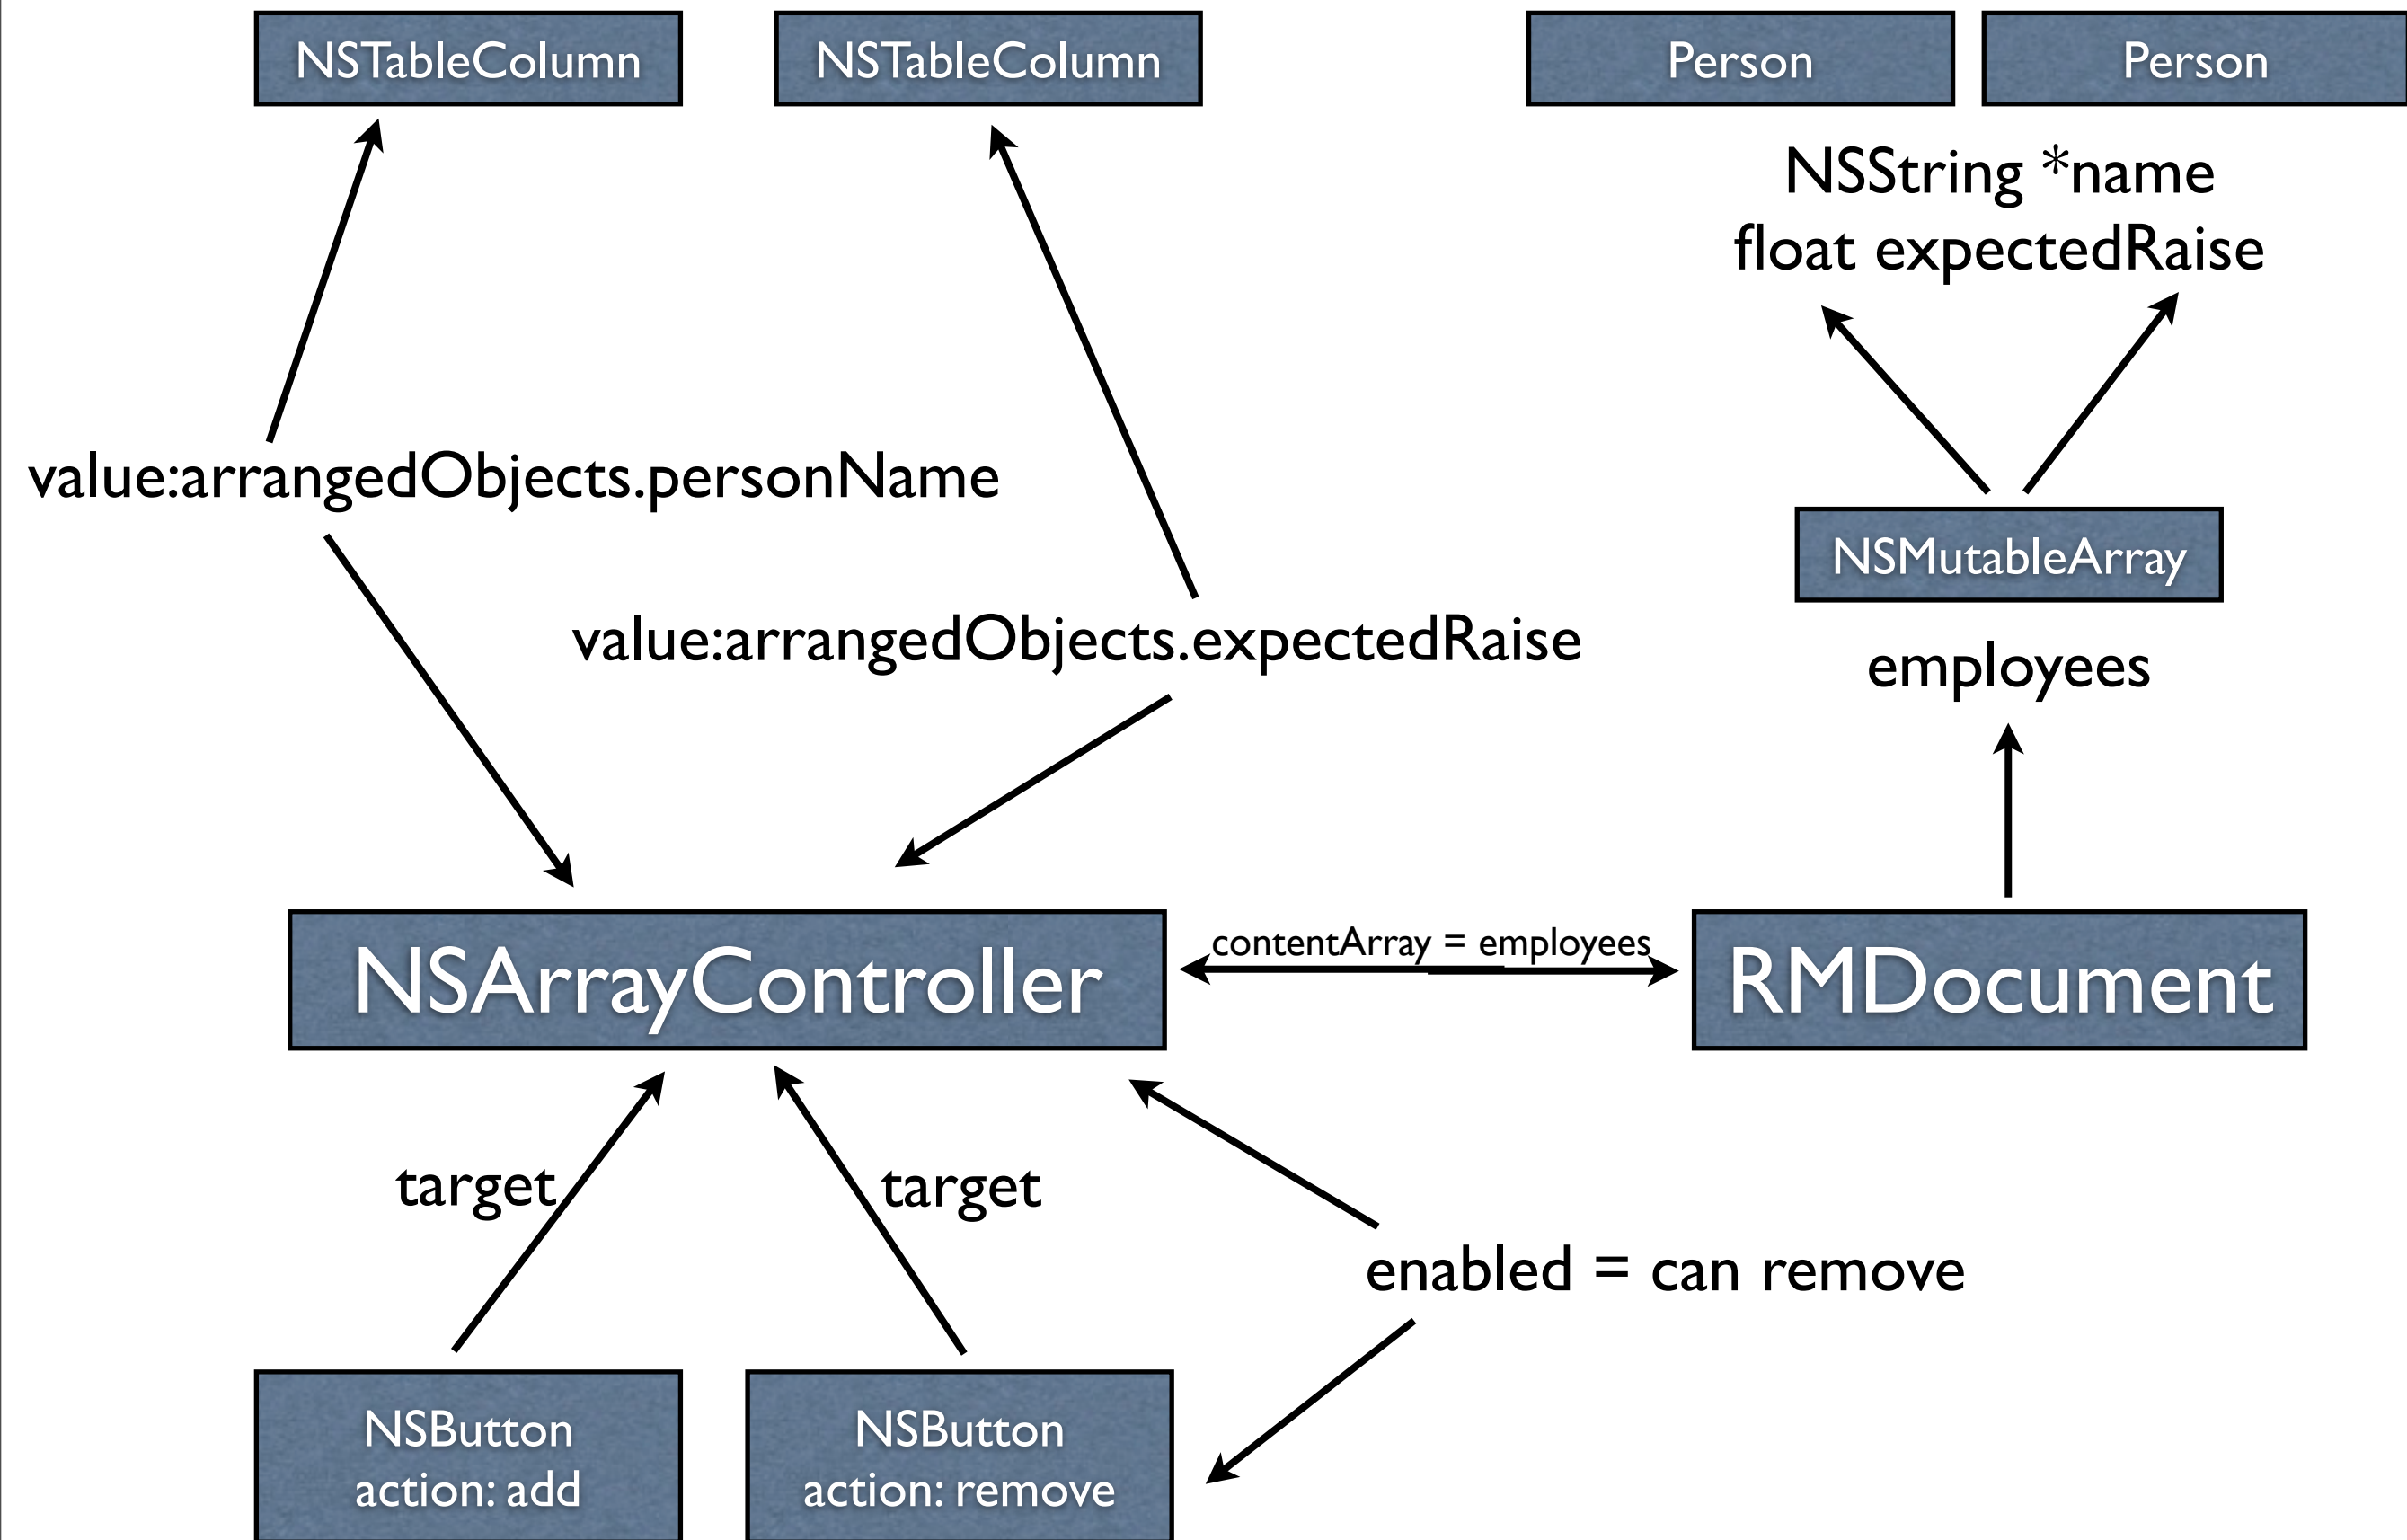 NSTableColumn
NSTableColumn
Person
Person
NSString *name
float expectedRaise
value:arrangedObjects.personName
NSMutableArray
value:arrangedObjects.expectedRaise
employees
NSArrayController
contentArray = employees
RMDocument
target
target
enabled = can remove
NSButton
action: add
NSButton
action: remove